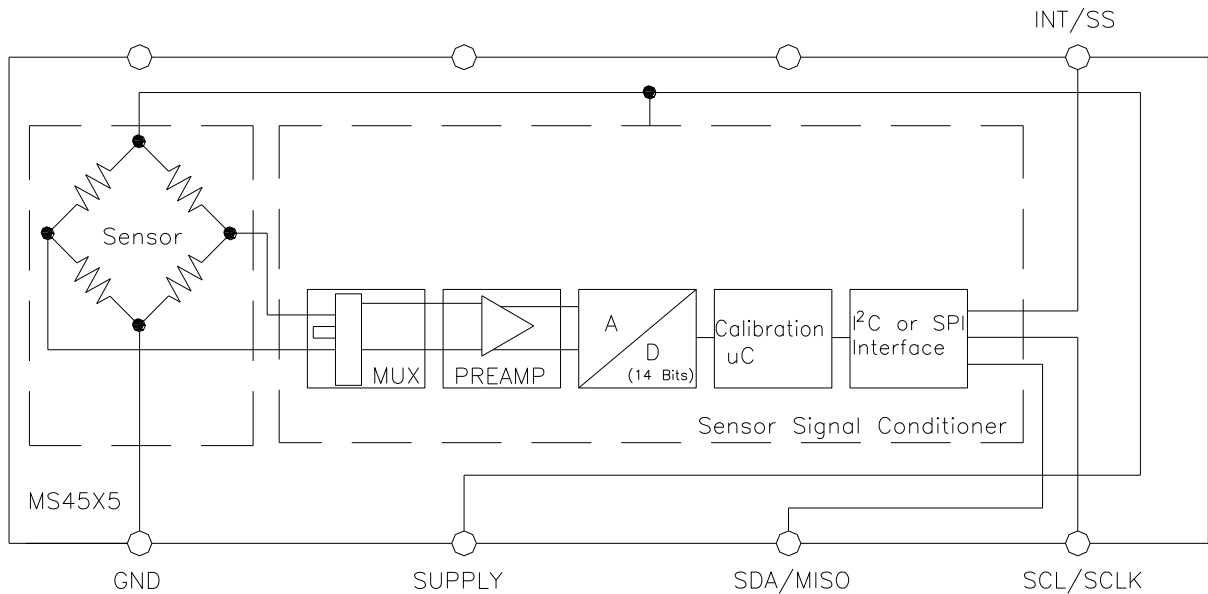 INT/SS
Sensor
MUX
PREAMP
A
D
(14 Bits)
Calibration
uC
I²C or SPI
Interface
Sensor Signal Conditioner
MS45X5
GND
SUPPLY
SDA/MISO
SCL/SCLK